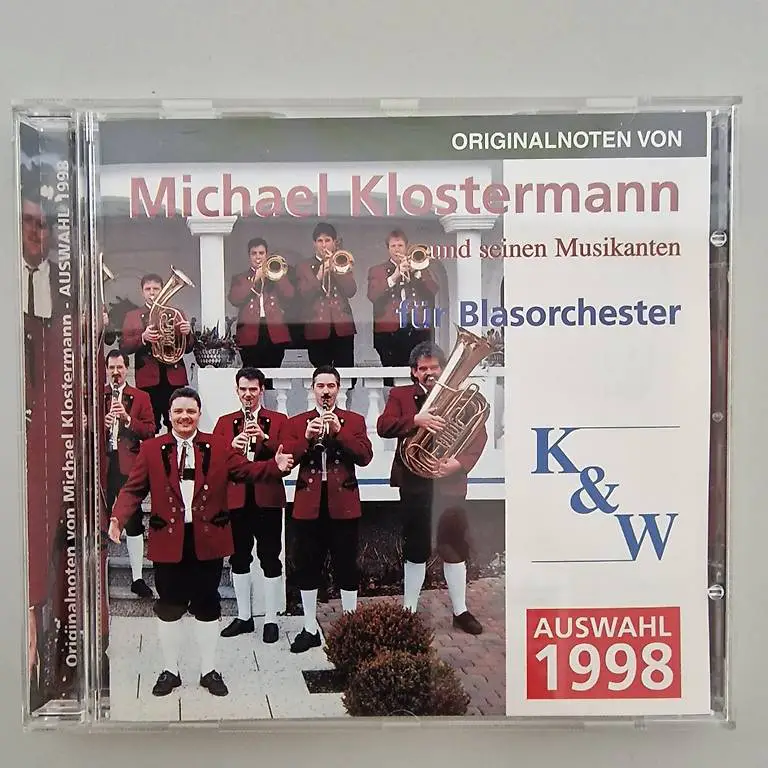 ORIGINALNOTEN VON
Michael Klostermann
und seinen Musikanten
für Blasorchester
K
&
W
AUSWAHL
1998
Originalnoten von Michael Klostermann - AUSWAHL 1998